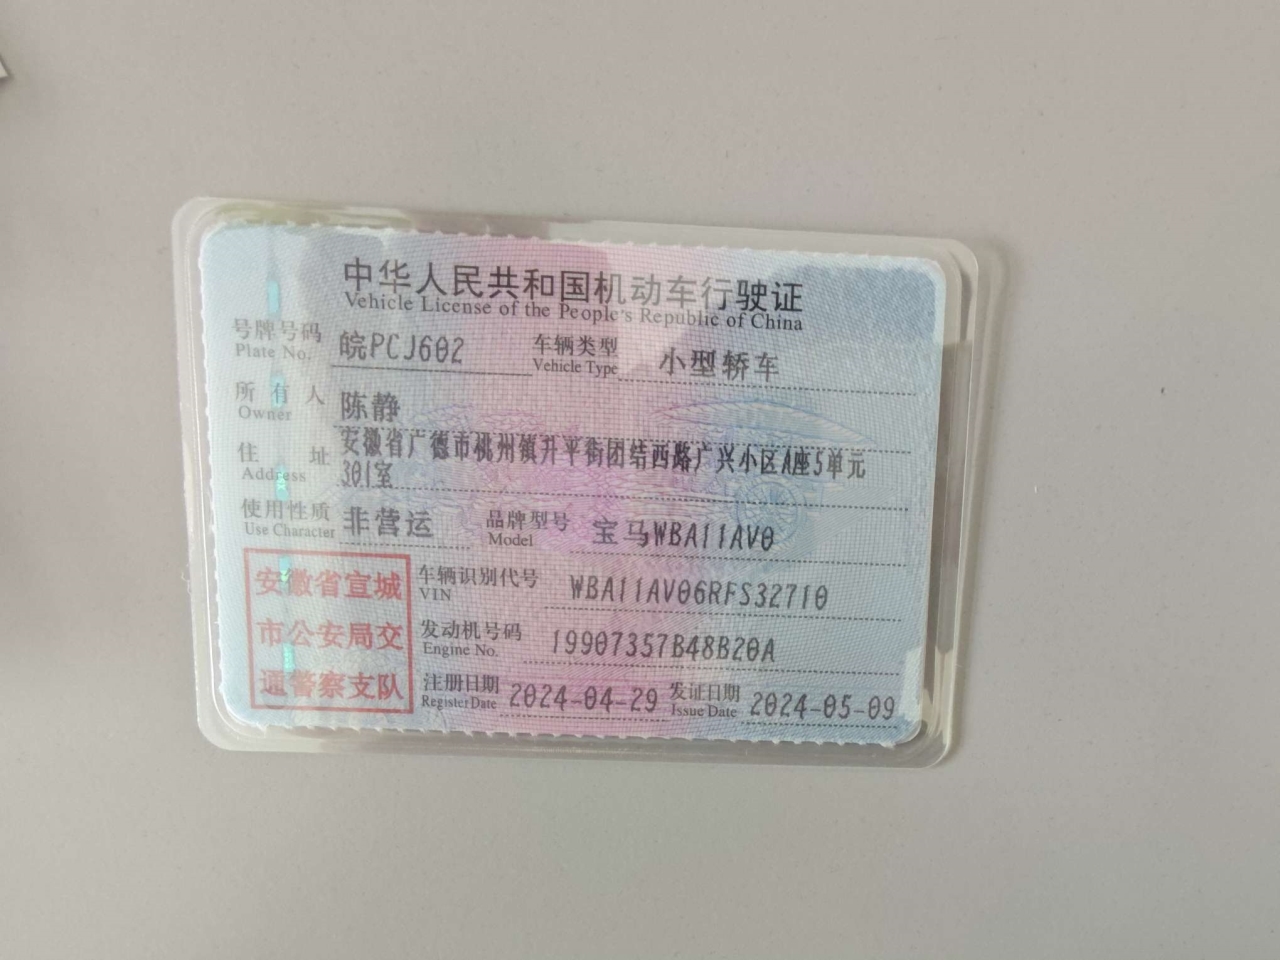 中华人民共和国机动车行驶证
Vehicle License of the People's Republic of China
号牌号码 皖PCJ602 车辆类型 小型轿车
Plate No. Vehicle Type
所有人 陈静
Owner
住址 安徽省广德市桃州镇升平街团结西路广兴小区A座5单元
Address 301室
使用性质 非营运 品牌型号 宝马WBA11AV0
Use Character Model
安徽省宣城 车辆识别代号 WBA11AV06RFS32710
VIN
市公安局交 发动机号码 19907357B48B20A
Engine No.
通警察支队 注册日期 2024-04-29 发证日期 2024-05-09
Register Date Issue Date